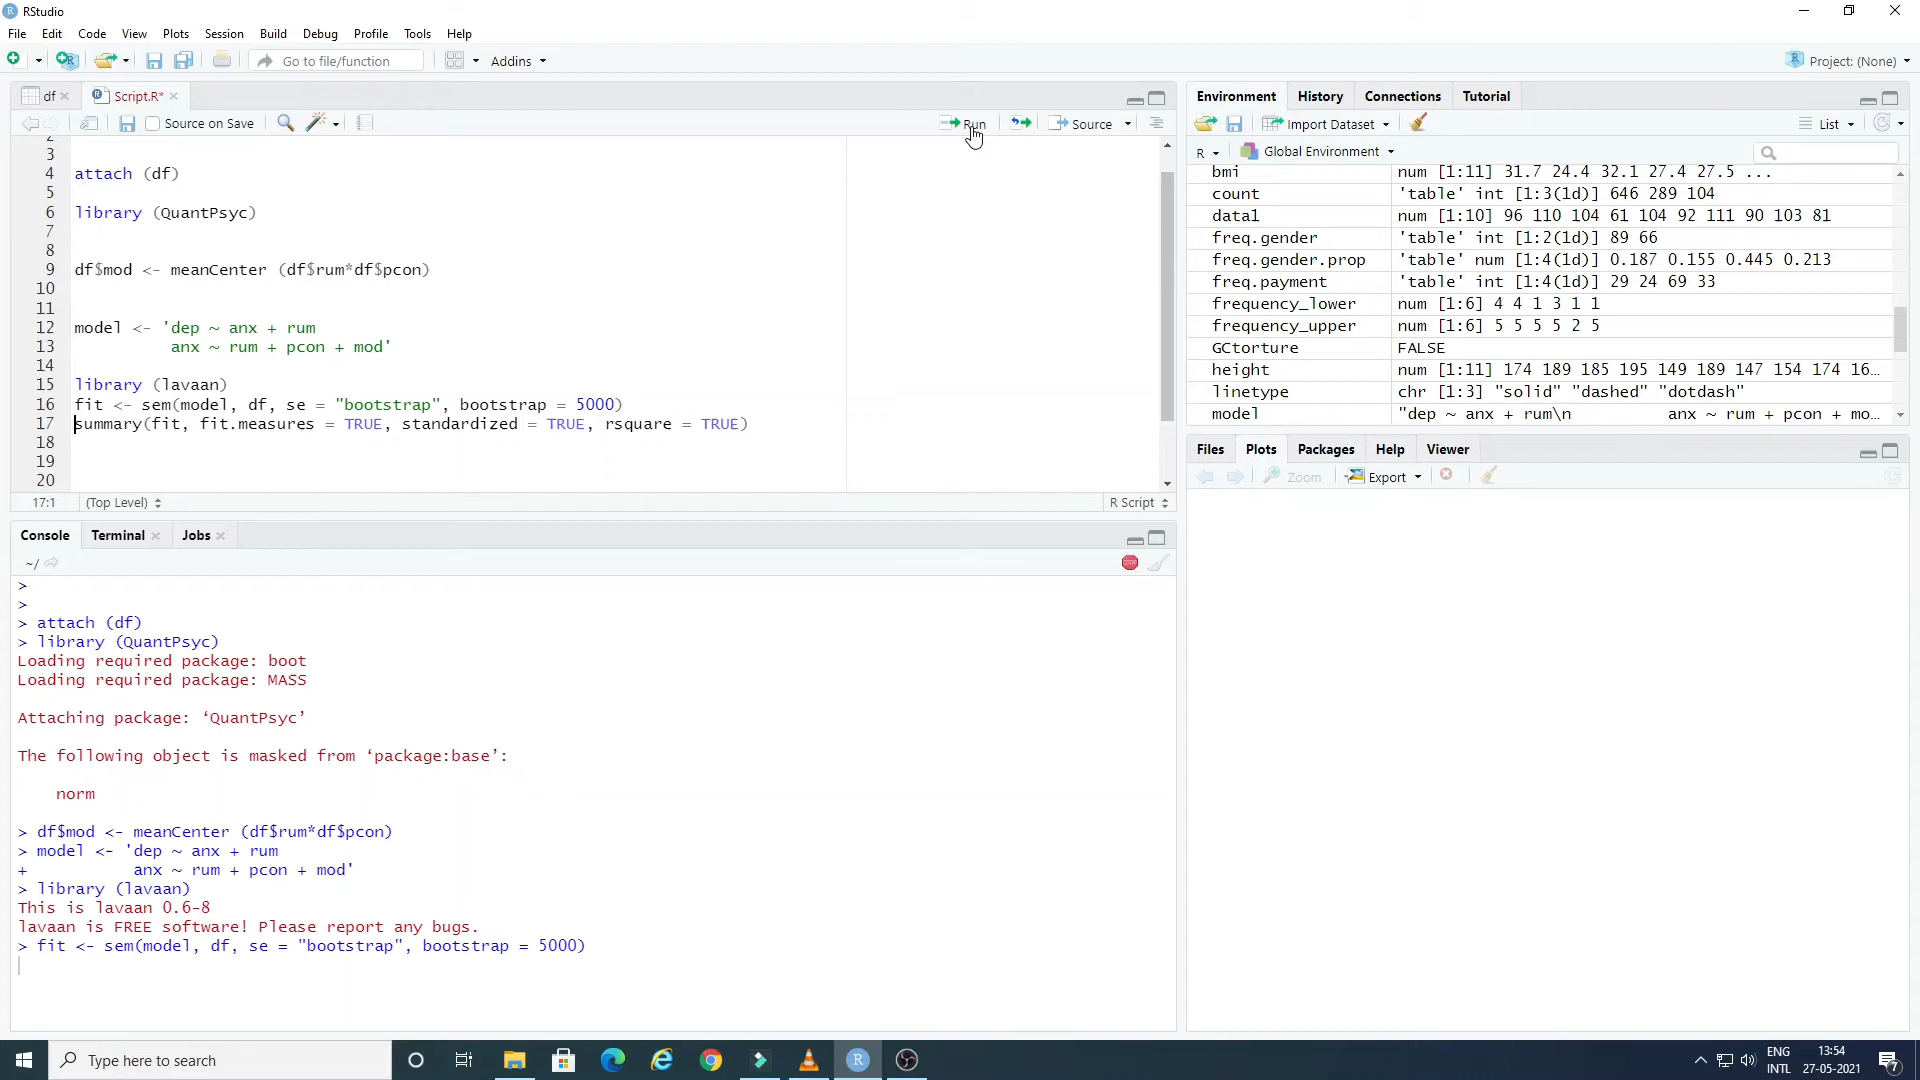 RStudio
File Edit Code View Plots Session Build Debug Profile Tools Help
Go to file/function Addins Project: (None)
df Script.R*
Source on Save Run Source
2
3
4 attach (df)
5
6 library (QuantPsyc)
7
8
9 df$mod <- meanCenter (df$rum*df$pcon)
10
11
12 model <- 'dep ~ anx + rum
13 anx ~ rum + pcon + mod'
14
15 library (lavaan)
16 fit <- sem(model, df, se = "bootstrap", bootstrap = 5000)
17 summary(fit, fit.measures = TRUE, standardized = TRUE, rsquare = TRUE)
18
19
20
17:1 (Top Level) R Script
Console Terminal Jobs
~/
>
>
> attach (df)
> library (QuantPsyc)
Loading required package: boot
Loading required package: MASS
Attaching package: ‘QuantPsyc’
The following object is masked from ‘package:base’:
norm
> df$mod <- meanCenter (df$rum*df$pcon)
> model <- 'dep ~ anx + rum
+ anx ~ rum + pcon + mod'
> library (lavaan)
This is lavaan 0.6-8
lavaan is FREE software! Please report any bugs.
> fit <- sem(model, df, se = "bootstrap", bootstrap = 5000)
Environment History Connections Tutorial
Import Dataset List
R Global Environment
bmi num [1:11] 31.7 24.4 32.1 27.4 27.5 ...
count 'table' int [1:3(1d)] 646 289 104
data1 num [1:10] 96 110 104 61 104 92 111 90 103 81
freq.gender 'table' int [1:2(1d)] 89 66
freq.gender.prop 'table' num [1:4(1d)] 0.187 0.155 0.445 0.213
freq.payment 'table' int [1:4(1d)] 29 24 69 33
frequency_lower num [1:6] 4 4 1 3 1 1
frequency_upper num [1:6] 5 5 5 5 2 5
GCtorture FALSE
height num [1:11] 174 189 185 195 149 189 147 154 174 16…
linetype chr [1:3] "solid" "dashed" "dotdash"
model "dep ~ anx + rum\n anx ~ rum + pcon + mo…
Files Plots Packages Help Viewer
Zoom Export
Type here to search
ENG
INTL
13:54
27-05-2021
7